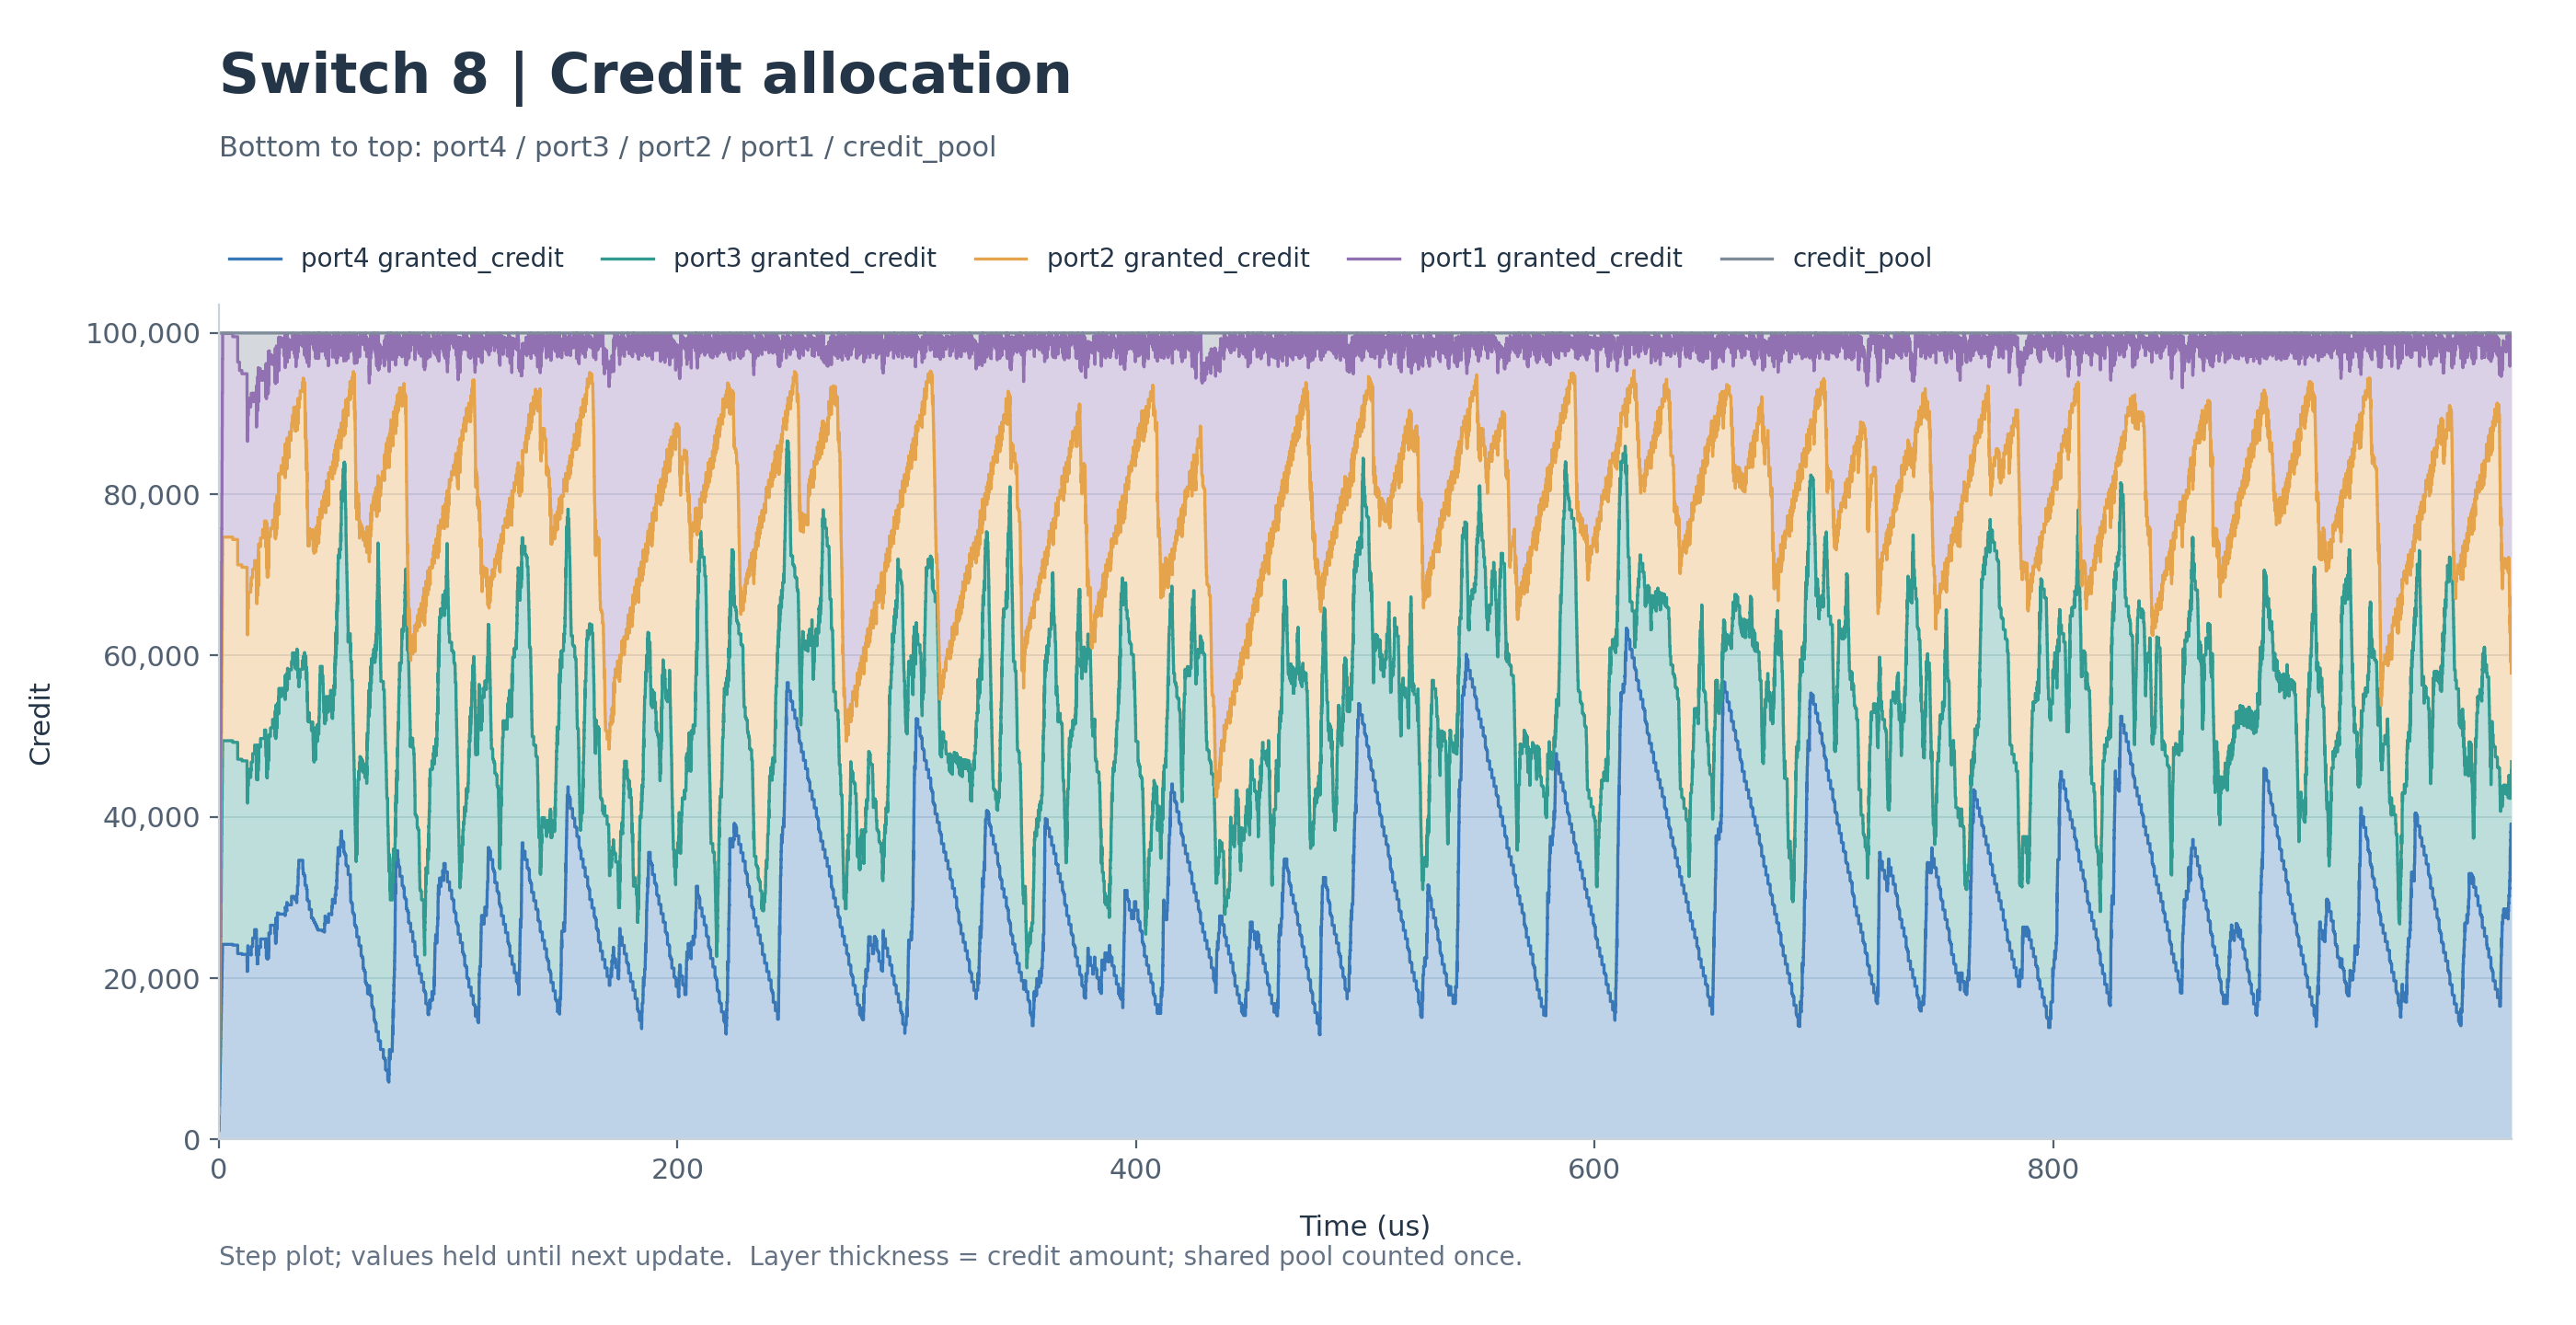 Switch 8 | Credit allocation
Bottom to top: port4 / port3 / port2 / port1 / credit_pool
port4 granted_credit port3 granted_credit port2 granted_credit port1 granted_credit credit_pool
100,000
80,000
60,000
40,000
20,000
0
Credit
0 200 400 600 800
Time (us)
Step plot; values held until next update.  Layer thickness = credit amount; shared pool counted once.